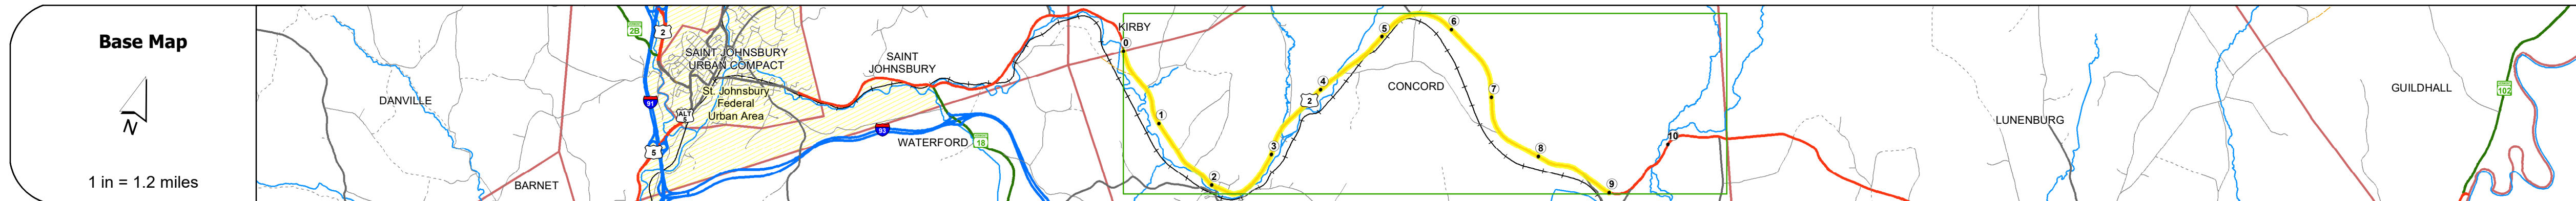 Base Map
N
1 in = 1.2 miles
DANVILLE
BARNET
2B
2
SAINT JOHNSBURY
URBAN COMPACT
St. Johnsbury
Federal
Urban Area
91
ALT
5
5
SAINT
JOHNSBURY
93
WATERFORD
18
KIRBY
0
1
2
3
2
4
5
6
CONCORD
7
8
9
10
LUNENBURG
GUILDHALL
102